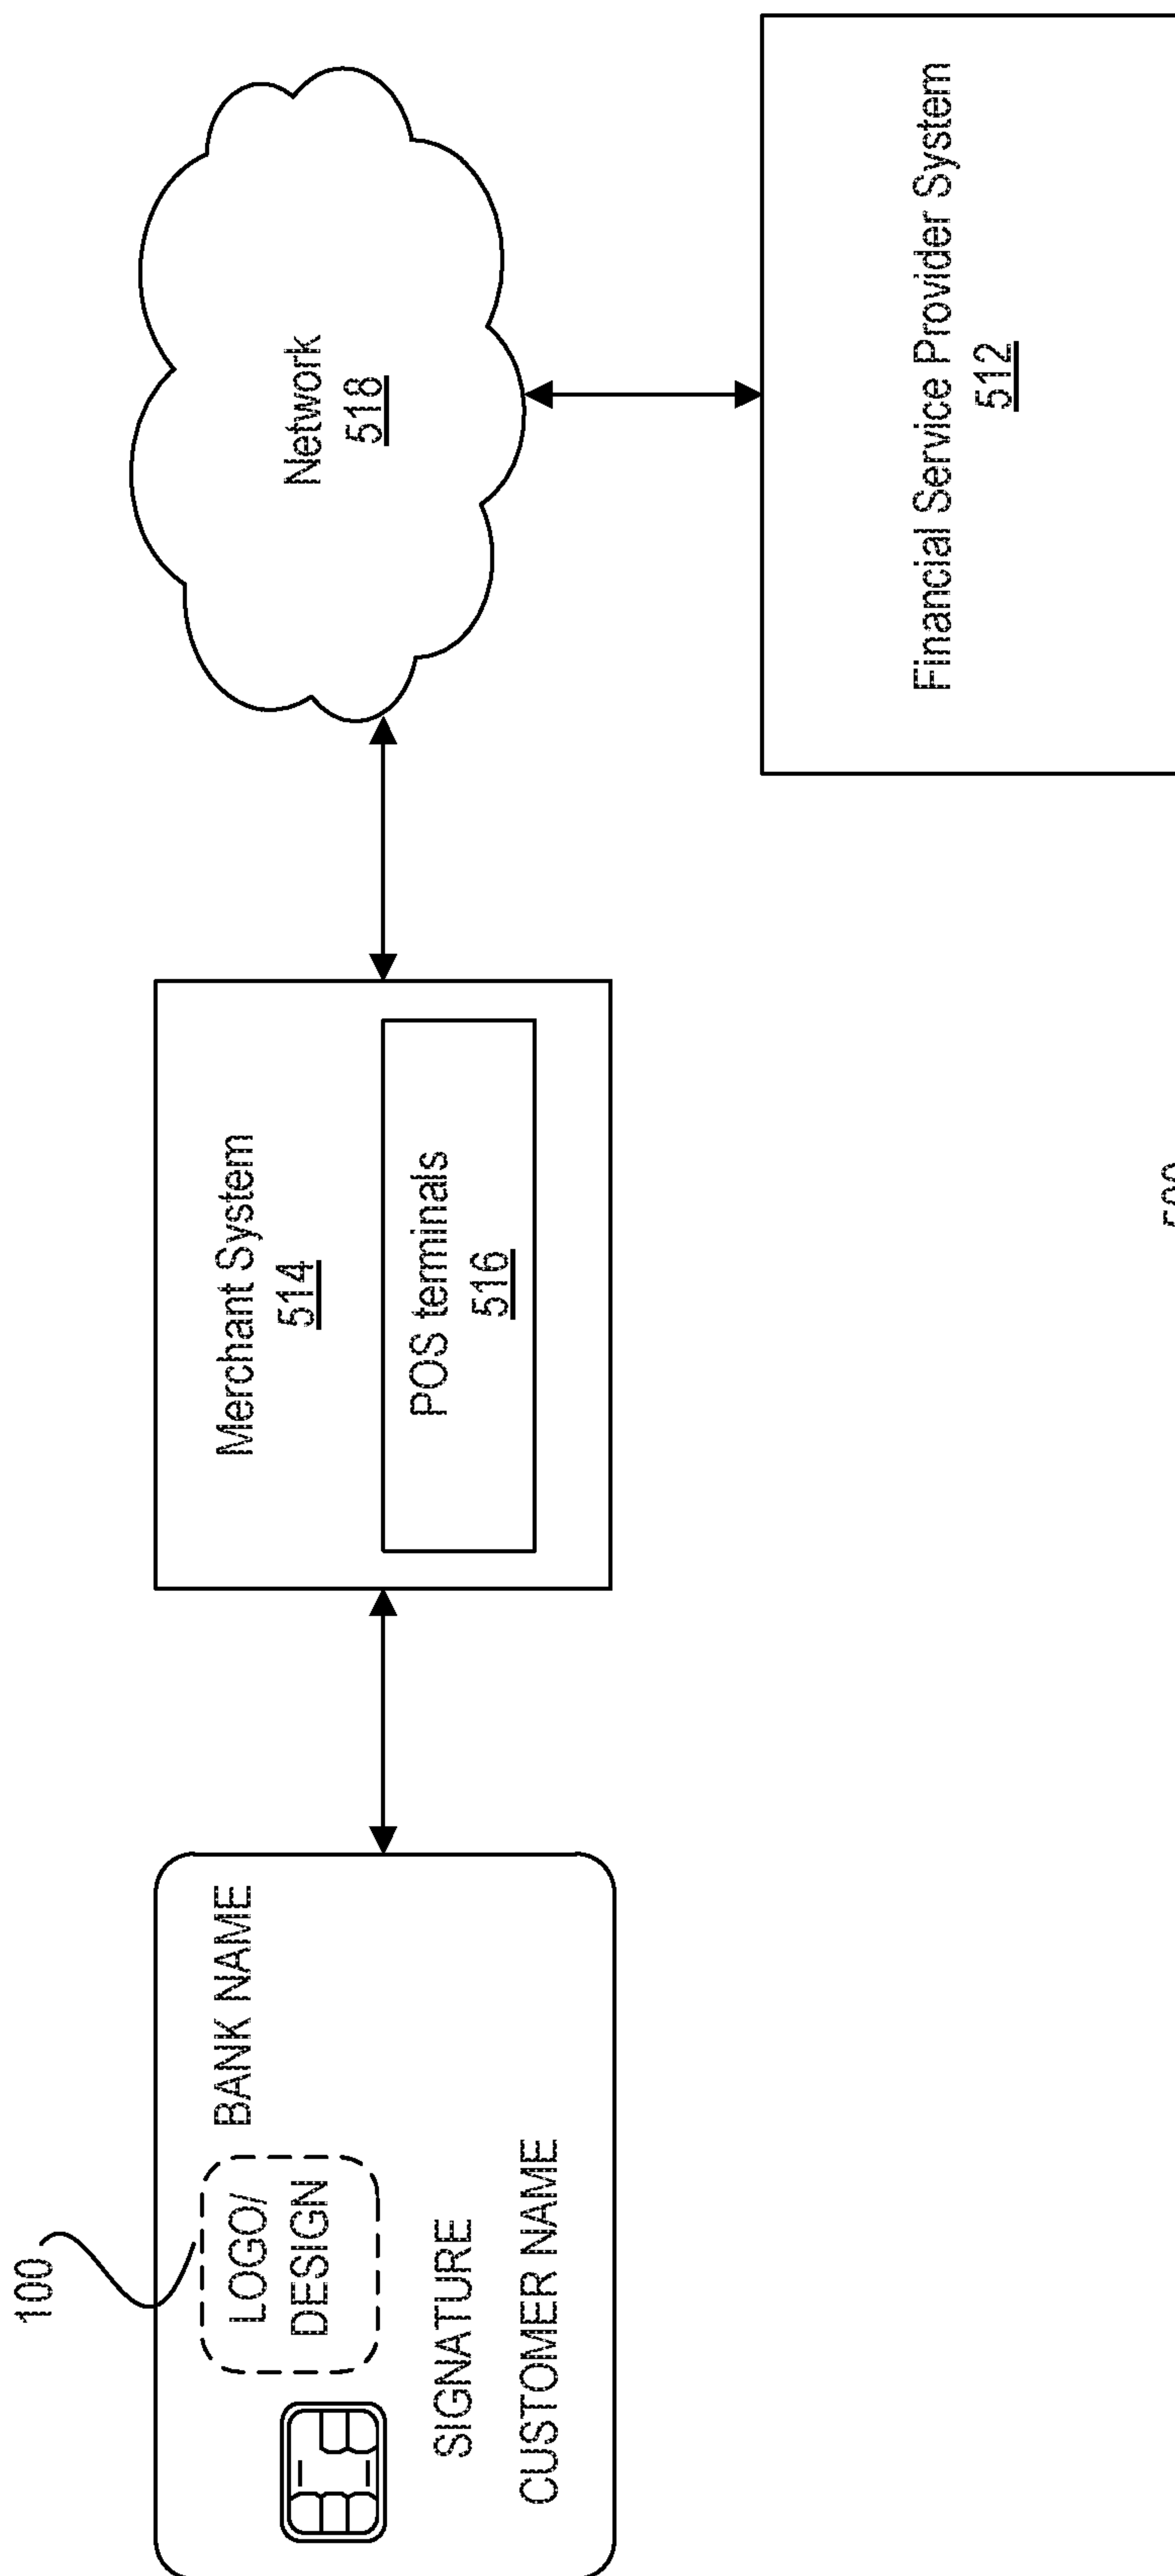 100
LOGO/
DESIGN
BANK NAME
SIGNATURE
CUSTOMER NAME
Merchant System
514
POS terminals
516
Network
518
Financial Service Provider System
512